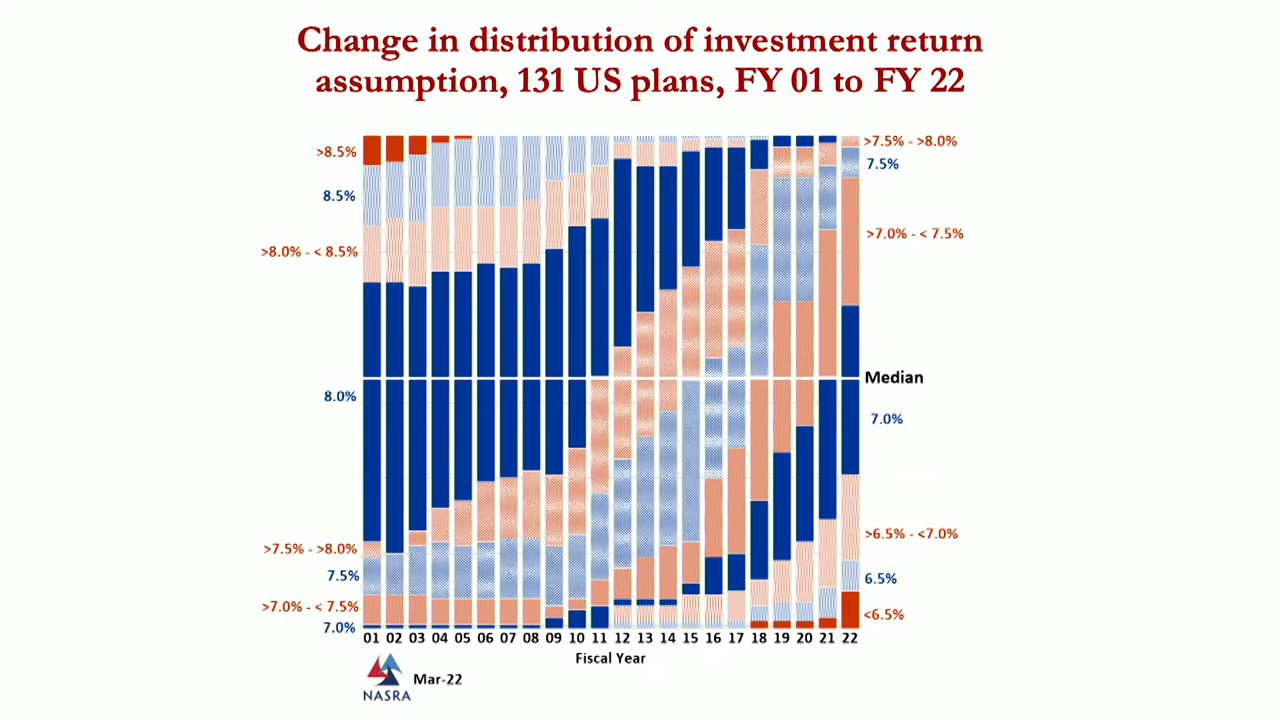 Change in distribution of investment return
assumption, 131 US plans, FY 01 to FY 22
>8.5%
8.5%
>8.0% - < 8.5%
8.0%
>7.5% - >8.0%
7.5%
>7.0% - < 7.5%
7.0%
>7.5% - >8.0%
7.5%
>7.0% - < 7.5%
Median
7.0%
>6.5% - <7.0%
6.5%
<6.5%
01 02 03 04 05 06 07 08 09 10 11 12 13 14 15 16 17 18 19 20 21 22
Fiscal Year
NASRA
Mar-22